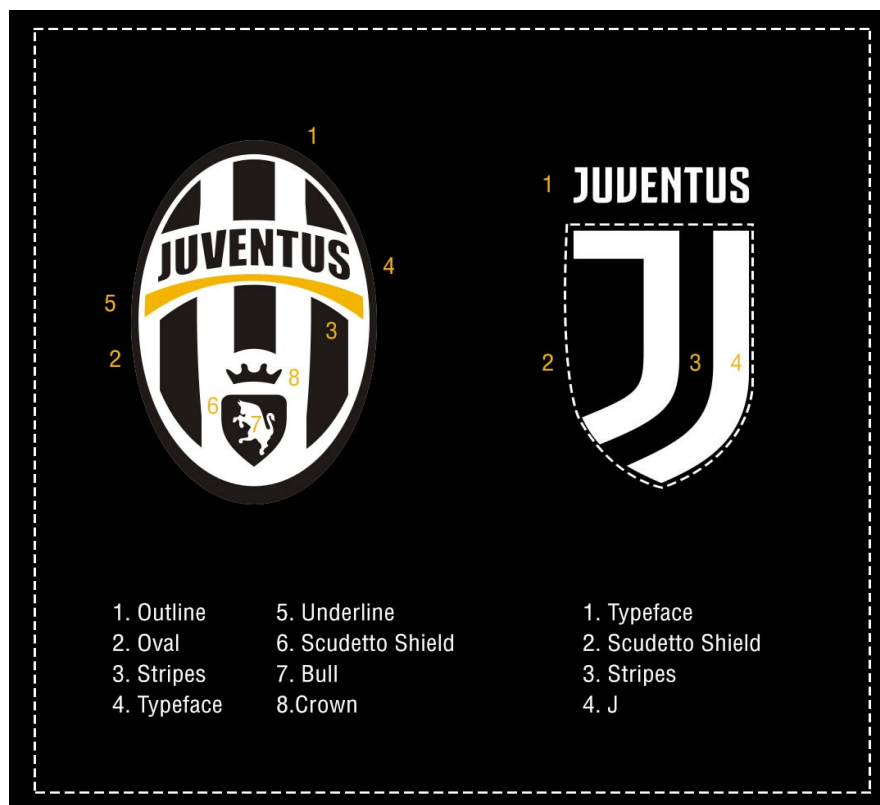 1
JUVENTUS
4
5
3
2
8
6
7
1
JUVENTUS
2
3
4
1. Outline
2. Oval
3. Stripes
4. Typeface
5. Underline
6. Scudetto Shield
7. Bull
8.Crown
1. Typeface
2. Scudetto Shield
3. Stripes
4. J